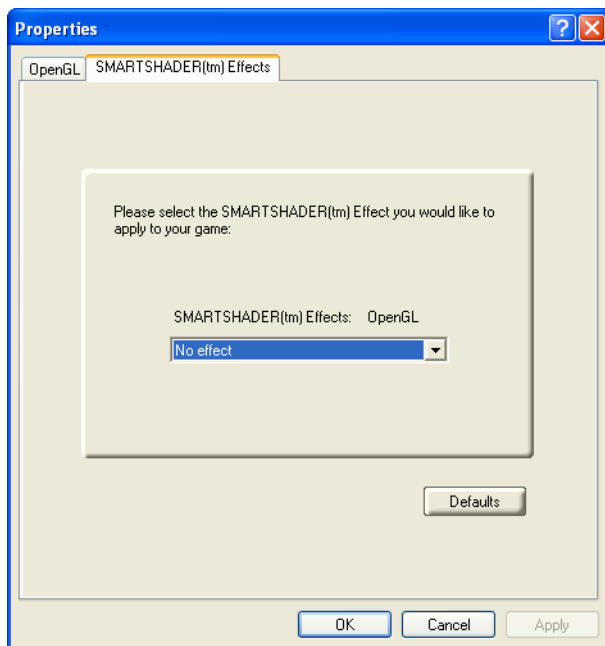 Properties
OpenGL
SMARTSHADER(tm) Effects
Please select the SMARTSHADER(tm) Effect you would like to
apply to your game:
SMARTSHADER(tm) Effects: OpenGL
No effect
Defaults
OK
Cancel
Apply